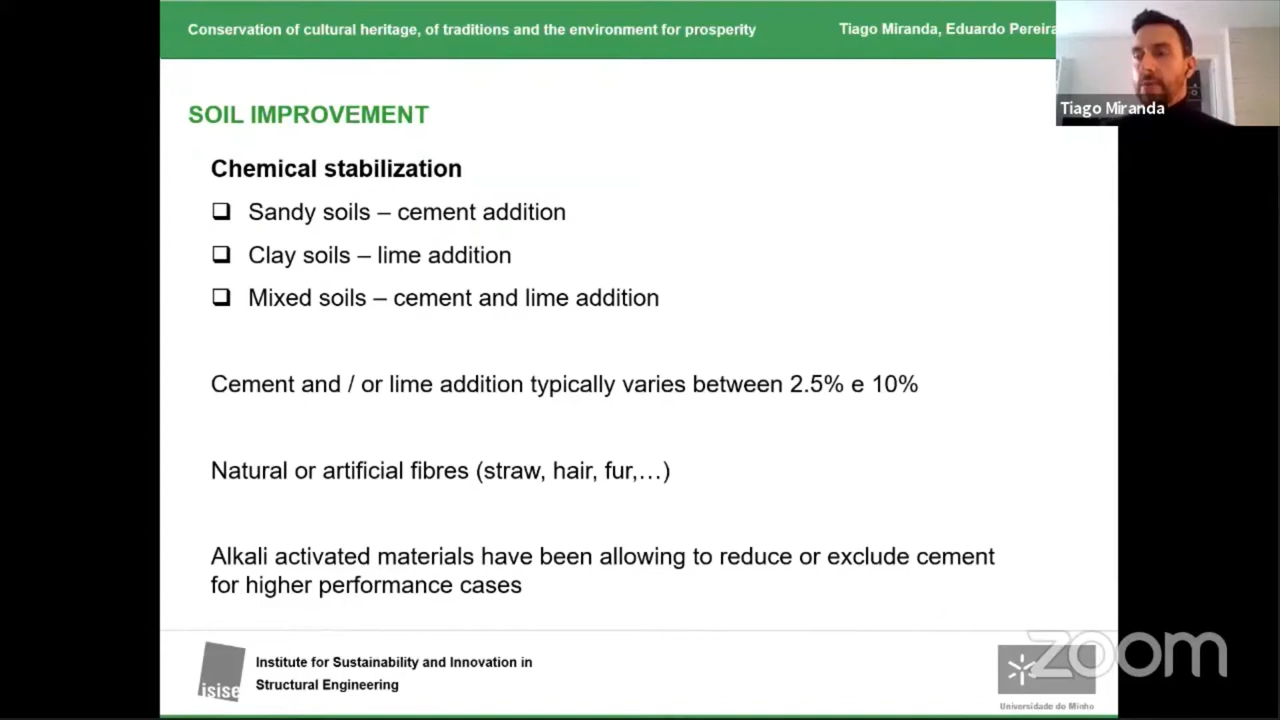 Conservation of cultural heritage, of traditions and the environment for prosperity
Tiago Miranda, Eduardo Pereira
Tiago Miranda
SOIL IMPROVEMENT
Chemical stabilization
❑ Sandy soils – cement addition
❑ Clay soils – lime addition
❑ Mixed soils – cement and lime addition
Cement and / or lime addition typically varies between 2.5% e 10%
Natural or artificial fibres (straw, hair, fur,…)
Alkali activated materials have been allowing to reduce or exclude cement
for higher performance cases
isise
Institute for Sustainability and Innovation in
Structural Engineering
zoom
Universidade do Minho